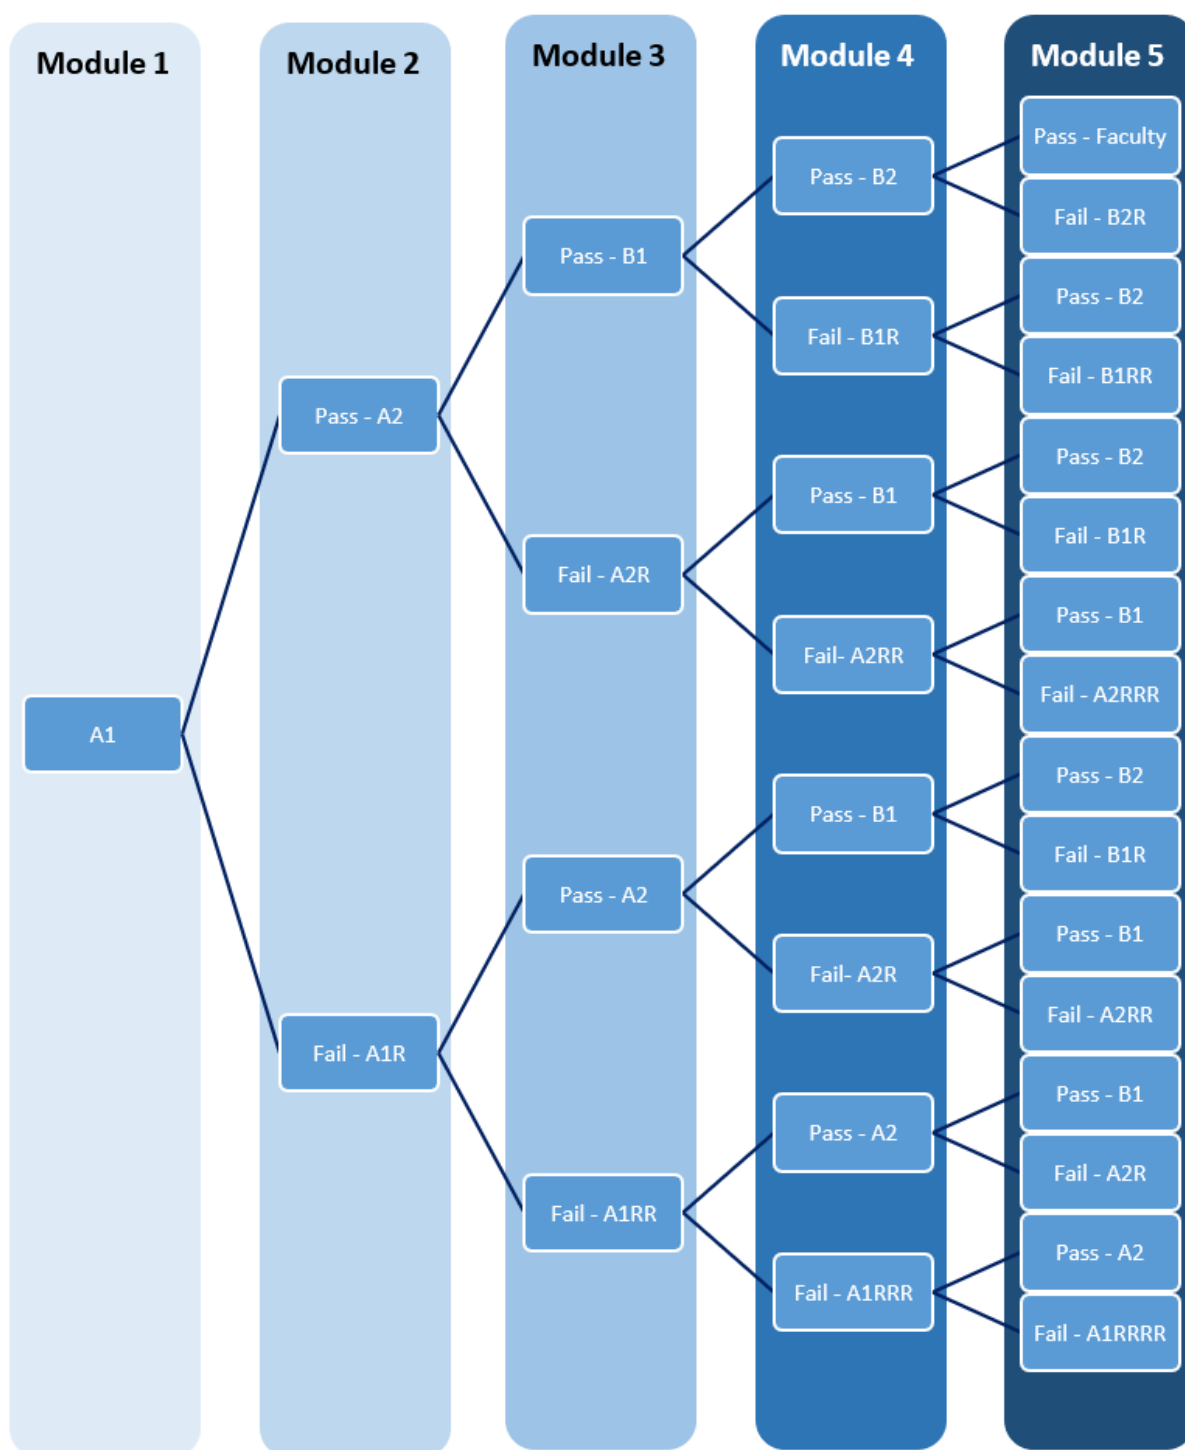 Module 1
Module 2
Module 3
Module 4
Module 5
A1
Pass - A2
Fail - A1R
Pass - B1
Fail - A2R
Pass - A2
Fail - A1RR
Pass - B2
Fail - B1R
Pass - B1
Fail- A2RR
Pass - B1
Fail- A2R
Pass - A2
Fail - A1RRR
Pass - Faculty
Fail - B2R
Pass - B2
Fail - B1RR
Pass - B2
Fail - B1R
Pass - B1
Fail - A2RRR
Pass - B2
Fail - B1R
Pass - B1
Fail - A2RR
Pass - B1
Fail - A2R
Pass - A2
Fail - A1RRRR